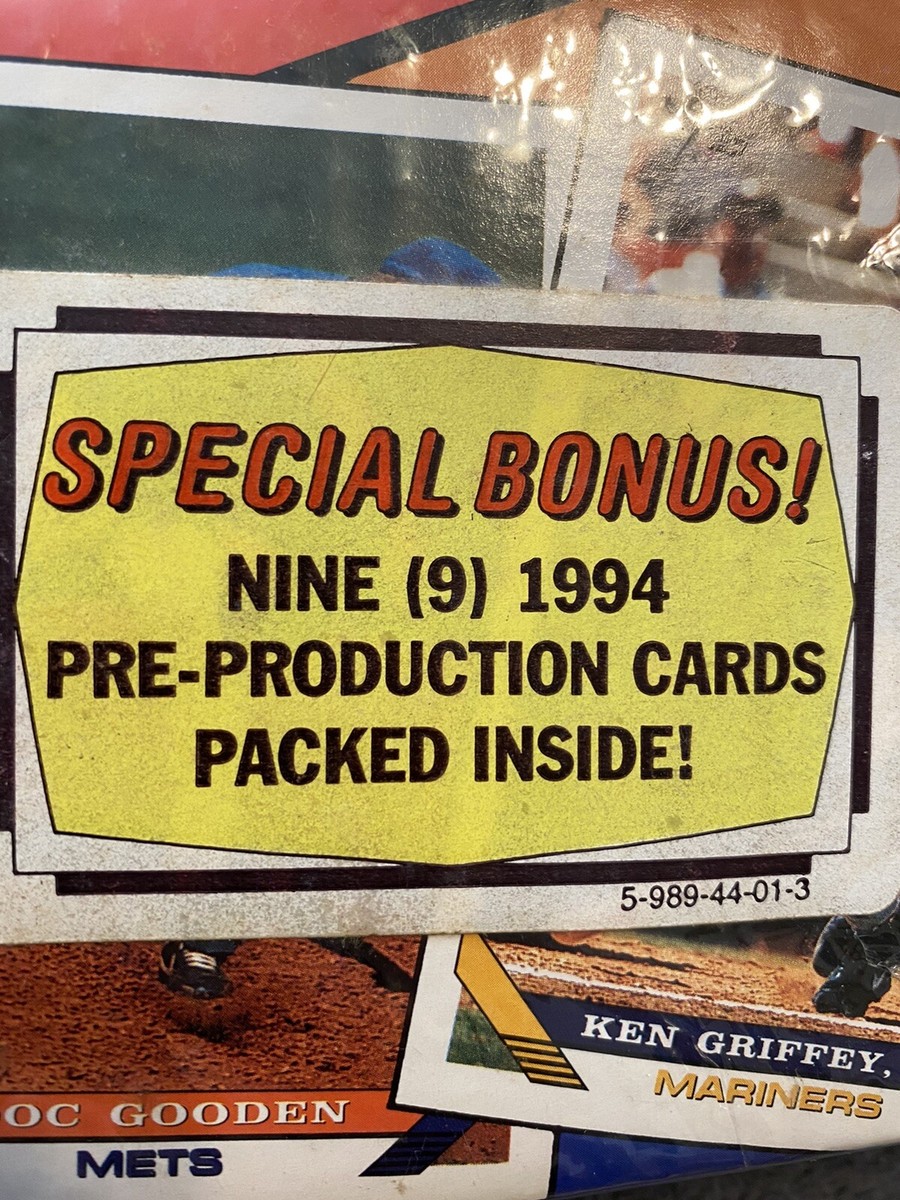 SPECIAL BONUS!
NINE (9) 1994
PRE-PRODUCTION CARDS
PACKED INSIDE!
5-989-44-01-3
KEN GRIFFEY,
MARINERS
OC GOODEN
METS